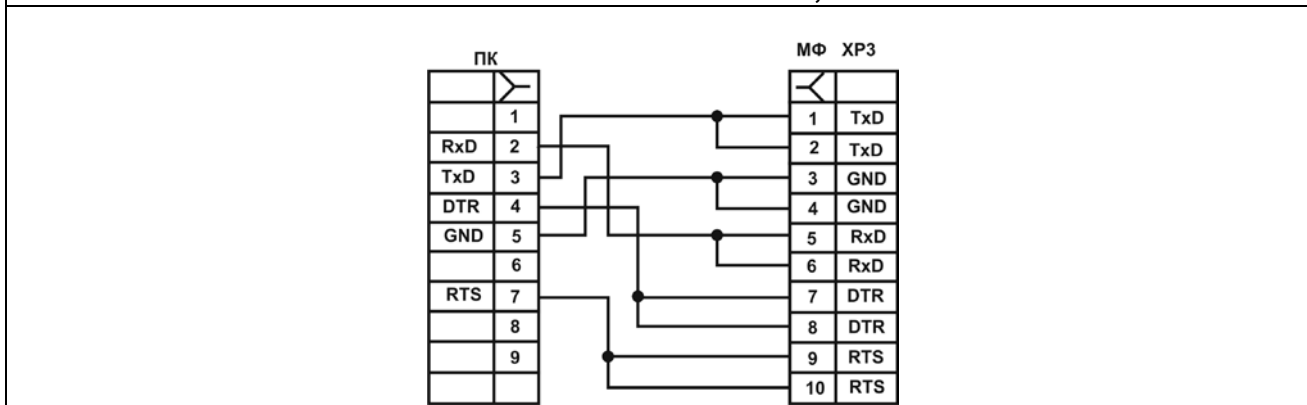 ПК
МФ XP3
1
RxD 2
TxD 3
DTR 4
GND 5
6
RTS 7
8
9
1 TxD
2 TxD
3 GND
4 GND
5 RxD
6 RxD
7 DTR
8 DTR
9 RTS
10 RTS